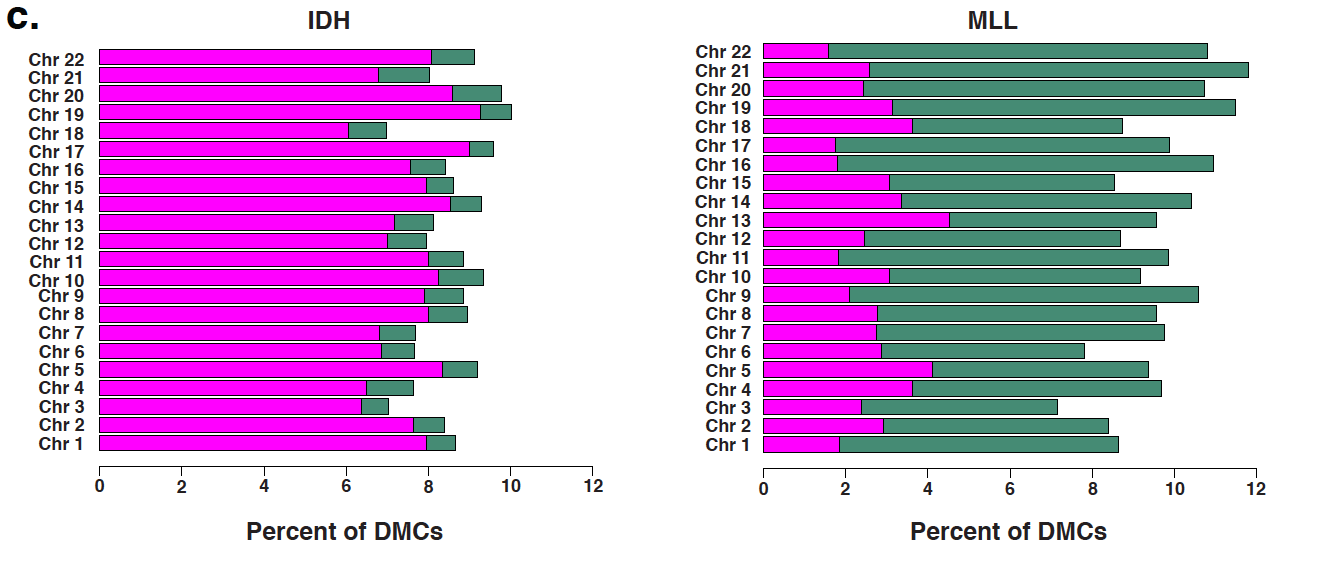 c.
IDH
Chr 22
Chr 21
Chr 20
Chr 19
Chr 18
Chr 17
Chr 16
Chr 15
Chr 14
Chr 13
Chr 12
Chr 11
Chr 10
Chr 9
Chr 8
Chr 7
Chr 6
Chr 5
Chr 4
Chr 3
Chr 2
Chr 1
0 2 4 6 8 10 12
Percent of DMCs
MLL
Chr 22
Chr 21
Chr 20
Chr 19
Chr 18
Chr 17
Chr 16
Chr 15
Chr 14
Chr 13
Chr 12
Chr 11
Chr 10
Chr 9
Chr 8
Chr 7
Chr 6
Chr 5
Chr 4
Chr 3
Chr 2
Chr 1
0 2 4 6 8 10 12
Percent of DMCs